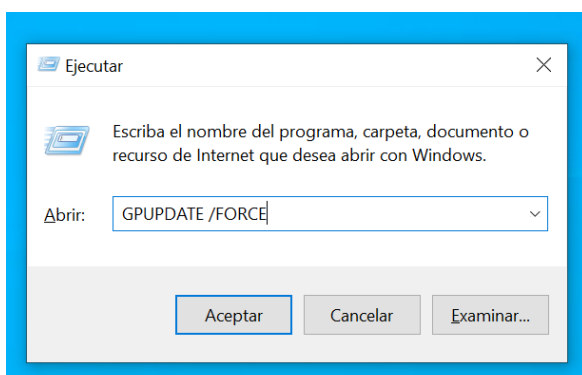 Ejecutar
Escriba el nombre del programa, carpeta, documento o
recurso de Internet que desea abrir con Windows.
Abrir: GPUPDATE /FORCE
Aceptar Cancelar Examinar...